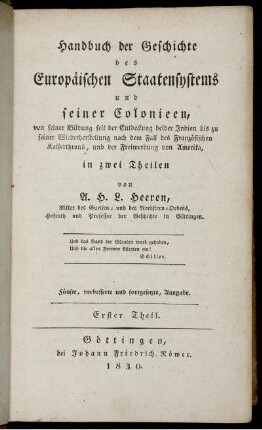 Handbuch der Geschichte
des
Europäischen Staatensystems
und
seiner Colonieen,
von seiner Bildung seit der Entdeckung beider Indien bis zu
seiner Wiederherstellung nach dem Fall des Französischen
Kaiserthrons, und der Freiwerdung von Amerika,
in zwei Theilen
von
A. H. L. Heeren,
Ritter des Guelfen- und des Nordstern-Ordens,
Hofrath und Professor der Geschichte in Göttingen.
Und das Band der Staaten ward gehoben,
Und die alten Formen stürzten ein!
Schiller.
Fünfte, verbesserte und fortgesetzte, Ausgabe.
Erster Theil.
Göttingen,
bei Johann Friedrich Röwer.
1830.